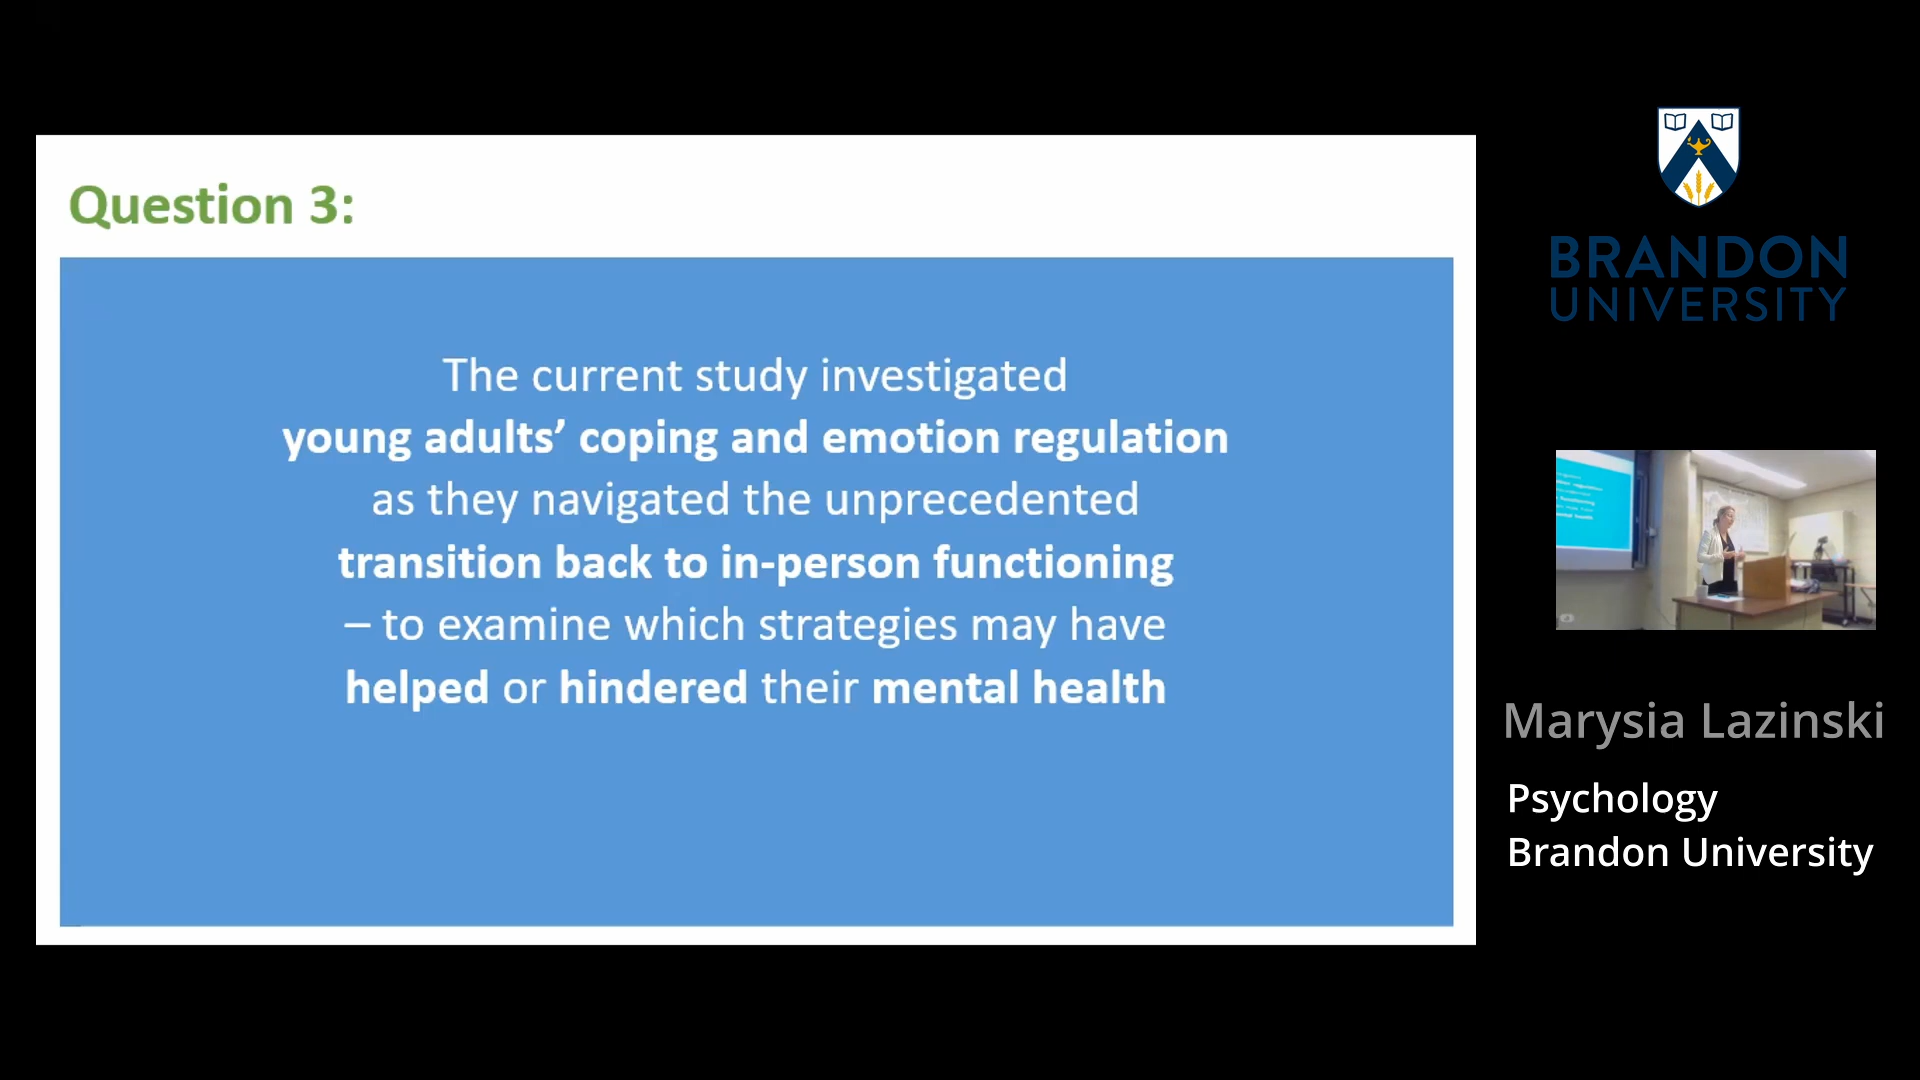 Question 3:
The current study investigated
young adults’ coping and emotion regulation
as they navigated the unprecedented
transition back to in-person functioning
– to examine which strategies may have
helped or hindered their mental health
BRANDON
UNIVERSITY
Marysia Lazinski
Psychology
Brandon University